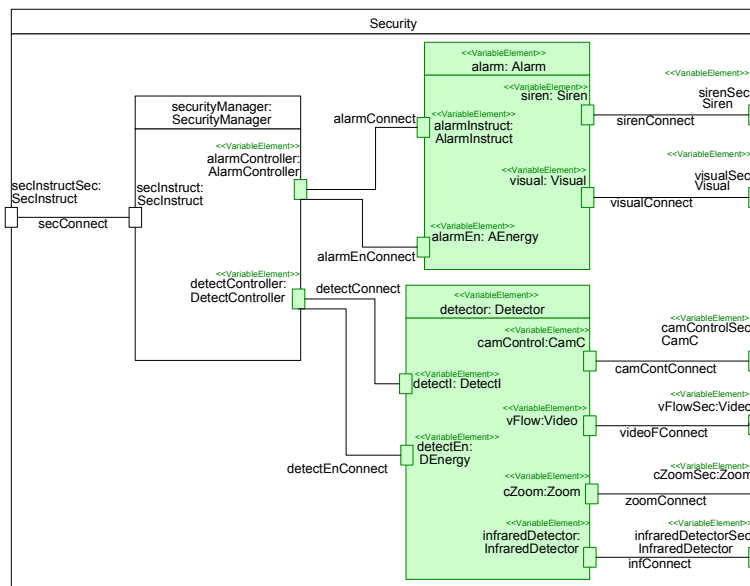 Security
<<VariableElement>>
alarm: Alarm
<<VariableElement>>
siren: Siren
<<VariableElement>>
sirenSec:
Siren
sirenConnect
securityManager:
SecurityManager
alarmConnect
<<VariableElement>>
alarmInstruct:
AlarmInstruct
<<VariableElement>>
alarmController:
AlarmController
<<VariableElement>>
visual: Visual
<<VariableElement>>
visualSec:
Visual
visualConnect
secInstructSec:
SecInstruct
secInstruct:
SecInstruct
secConnect
<<VariableElement>>
alarmEn: AEnergy
alarmEnConnect
<<VariableElement>>
detectController:
DetectController
detectConnect
<<VariableElement>>
detector: Detector
<<VariableElement>>
camControl:CamC
<<VariableElement>>
camControlSec:
CamC
camContConnect
<<VariableElement>>
detectI: DetectI
<<VariableElement>>
vFlow:Video
<<VariableElement>>
vFlowSec:Video
videoFConnect
<<VariableElement>>
detectEn:
DEnergy
detectEnConnect
<<VariableElement>>
cZoom:Zoom
<<VariableElement>>
cZoomSec:Zoom
zoomConnect
<<VariableElement>>
infraredDetector:
InfraredDetector
<<VariableElement>>
infraredDetectorSec:
InfraredDetector
infConnect